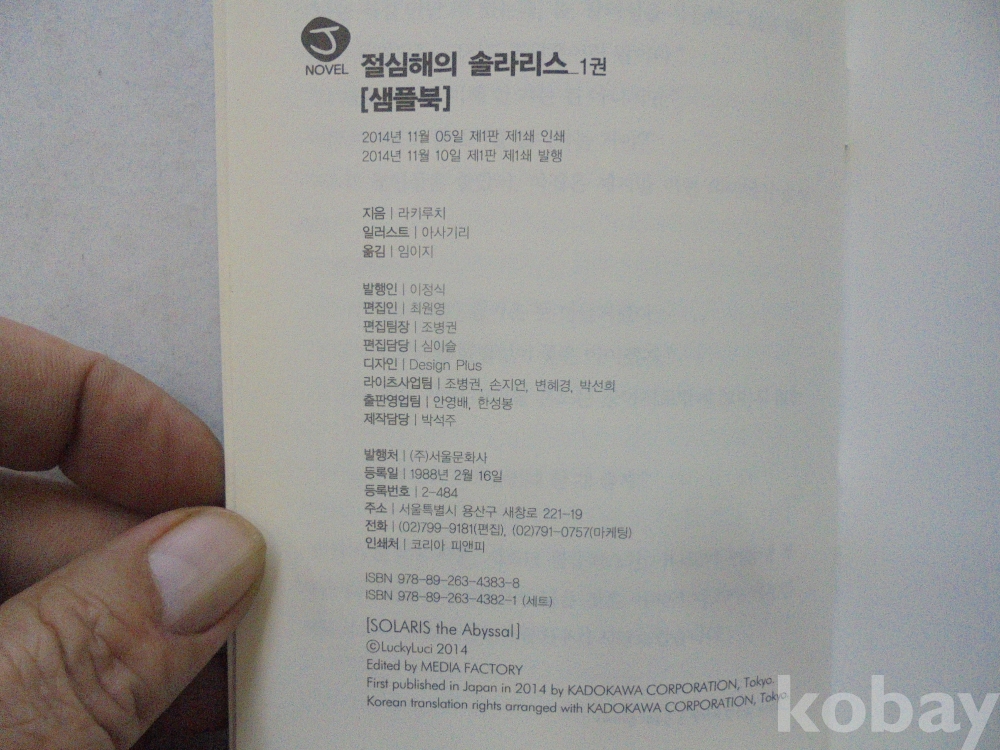 J
NOVEL
절심해의 솔라리스_1권
[샘플북]
2014년 11월 05일 제1판 제1쇄 인쇄
2014년 11월 10일 제1판 제1쇄 발행
지음 | 라키루치
일러스트 | 아사기리
옮김 | 임이지
발행인 | 이정식
편집인 | 최원영
편집팀장 | 조병권
편집담당 | 심이슬
디자인 | Design Plus
라이츠사업팀 | 조병권, 손지연, 변혜경, 박선희
출판영업팀 | 안영배, 한성봉
제작담당 | 박석주
발행처 | (주)서울문화사
등록일 | 1988년 2월 16일
등록번호 | 2-484
주소 | 서울특별시 용산구 새창로 221-19
전화 | (02)799-9181(편집), (02)791-0757(마케팅)
인쇄처 | 코리아 피앤피
ISBN 978-89-263-4383-8
ISBN 978-89-263-4382-1 (세트)
[SOLARIS the Abyssal]
©LuckyLuci 2014
Edited by MEDIA FACTORY
First published in Japan in 2014 by KADOKAWA CORPORATION, Tokyo.
Korean translation rights arranged with KADOKAWA CORPORATION, Tokyo.
kobay